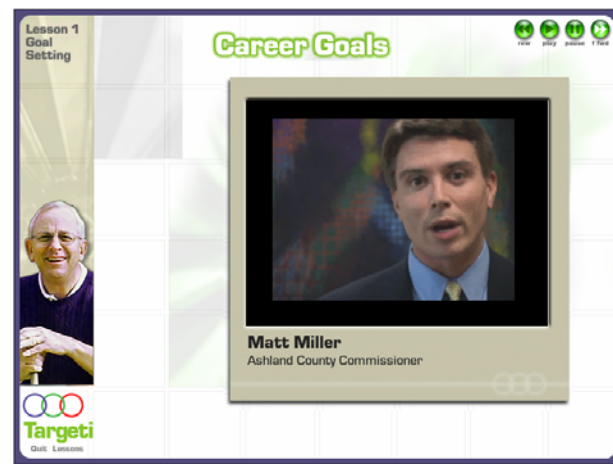 Lesson 1
Goal
Setting
Career Goals
rew play pause f fwd
Matt Miller
Ashland County Commissioner
Targeti
Quit Lessons